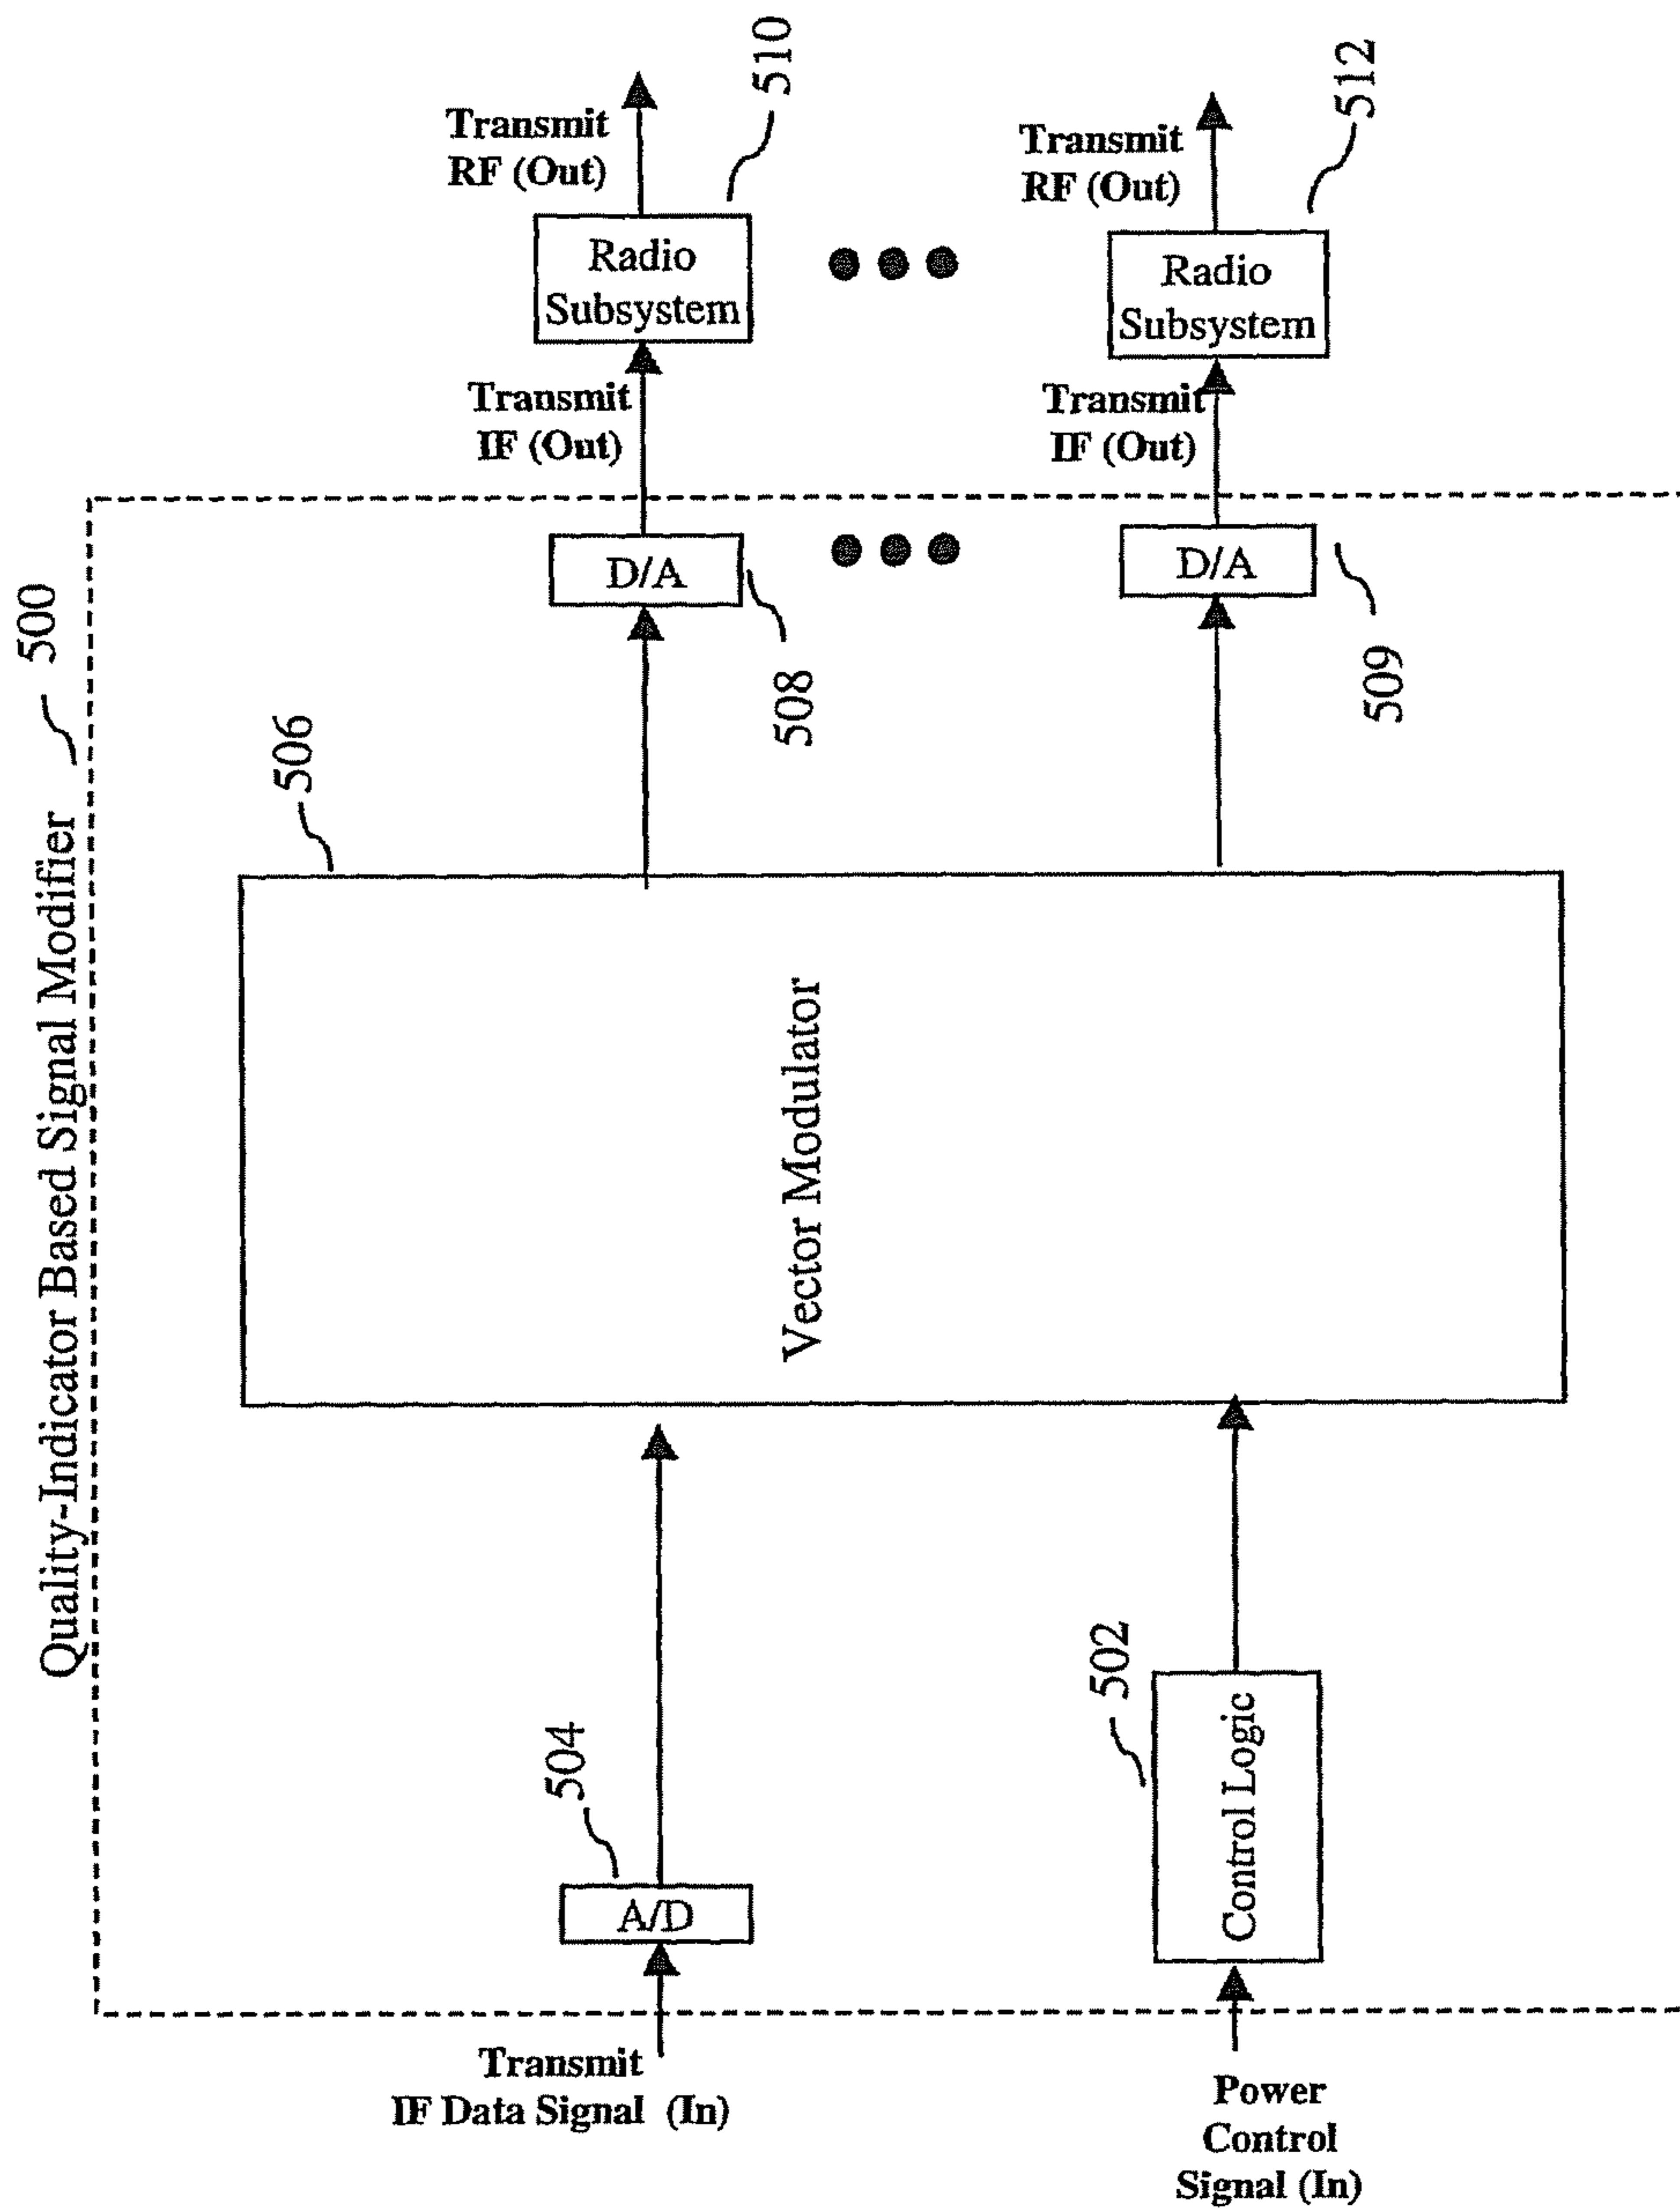 Quality-Indicator Based Signal Modifier
500
Transmit
RF (Out)
510
Transmit
RF (Out)
512
Radio
Subsystem
Radio
Subsystem
Transmit
IF (Out)
Transmit
IF (Out)
D/A
508
D/A
509
506
Vector Modulator
504
A/D
502
Control Logic
Transmit
IF Data Signal (In)
Power
Control
Signal (In)